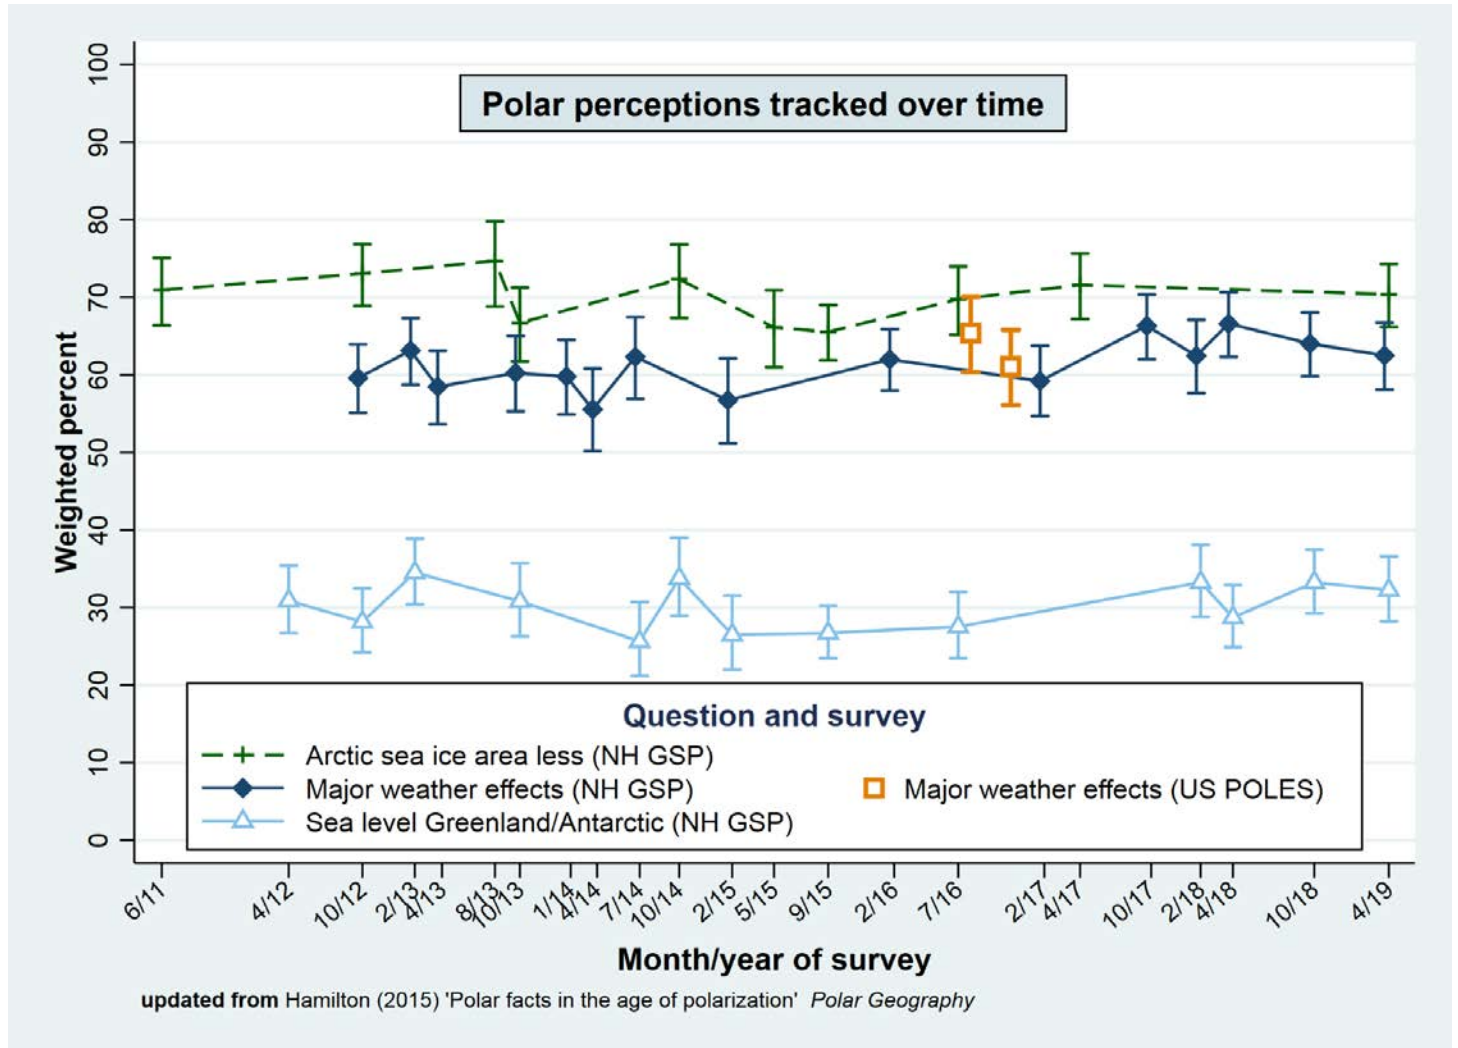 Polar perceptions tracked over time
100
90
80
70
60
50
40
30
20
10
0
Weighted percent
Question and survey
Arctic sea ice area less (NH GSP)
Major weather effects (NH GSP)
Major weather effects (US POLES)
Sea level Greenland/Antarctic (NH GSP)
6/11 4/12 10/12 2/13 4/13 8/13 10/13 1/14 4/14 7/14 10/14 2/15 5/15 9/15 2/16 7/16 2/17 4/17 10/17 2/18 4/18 10/18 4/19
Month/year of survey
updated from Hamilton (2015) 'Polar facts in the age of polarization' Polar Geography